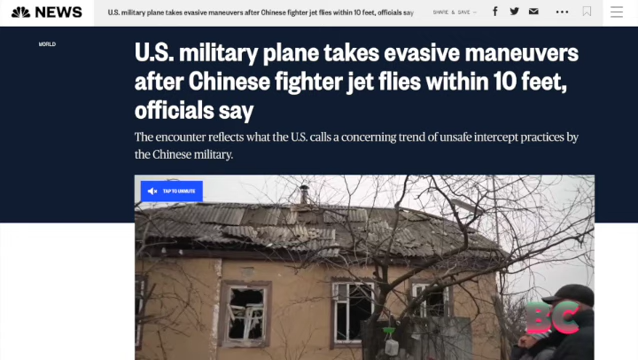 NEWS
U.S. military plane takes evasive maneuvers after Chinese fighter jet flies within 10 feet, officials say
SHARE & SAVE
WORLD
U.S. military plane takes evasive maneuvers
after Chinese fighter jet flies within 10 feet,
officials say
The encounter reflects what the U.S. calls a concerning trend of unsafe intercept practices by
the Chinese military.
TAP TO UNMUTE
BC